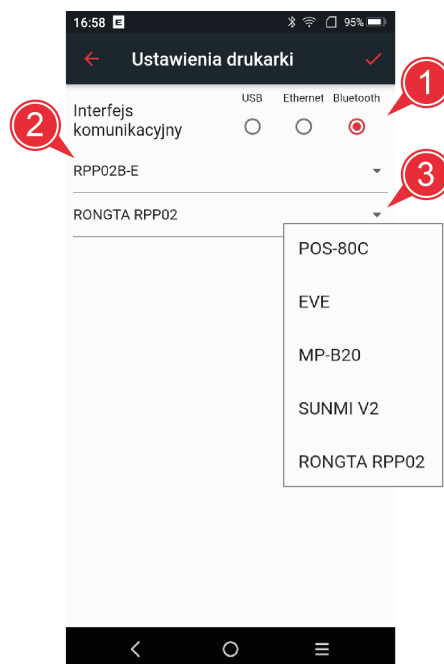 16:58 E 95%
Ustawienia drukarki
1
USB Ethernet Bluetooth
Interfejs
komunikacyjny
2
RPP02B-E
3
RONGTA RPP02
POS-80C
EVE
MP-B20
SUNMI V2
RONGTA RPP02